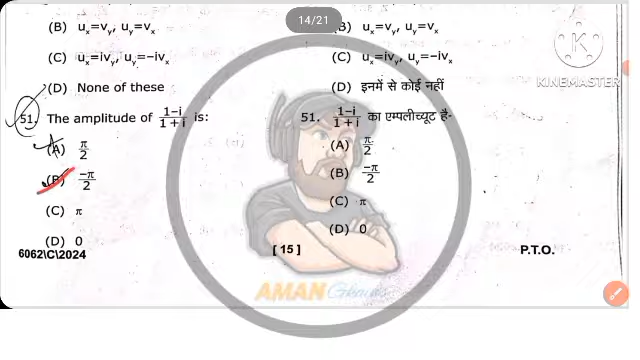 14/21
(B) uₓ=vᵧ, uᵧ=vₓ
(C) uₓ=ivᵧ, uᵧ=-ivₓ
(D) None of these
51. The amplitude of (1-i)/(1+i) is:
(A) π/2
(B) -π/2
(C) π
(D) 0
6062\C\2024
(B) uₓ=vᵧ, uᵧ=vₓ
(C) uₓ=ivᵧ, uᵧ=-ivₓ
(D) इनमें से कोई नहीं
51. (1-i)/(1+i) का एम्पलीच्यूट है-
(A) π/2
(B) -π/2
(C) π
(D) 0
[ 15 ]
P.T.O.
KINEMASTER
AMAN